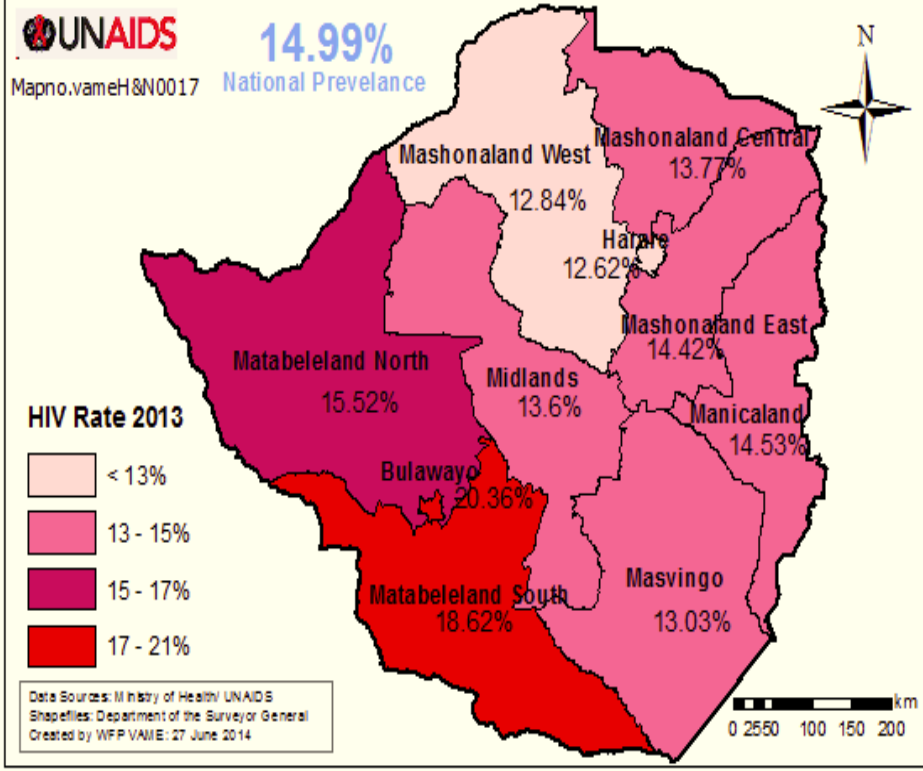 UNAIDS
14.99%
National Prevelance
Mapno.vameH&N0017
N
Mashonaland West
12.84%
Mashonaland Central
13.77%
Harare
12.62%
Mashonaland East
14.42%
Matabeleland North
15.52%
Midlands
13.6%
Manicaland
14.53%
Bulawayo
20.36%
Matabeleland South
18.62%
Masvingo
13.03%
HIV Rate 2013
< 13%
13 - 15%
15 - 17%
17 - 21%
Data Sources: Ministry of Health/ UNAIDS
Shapefiles: Department of the Surveyor General
Created by WFP VAME: 27 June 2014
km
0 2550 100 150 200